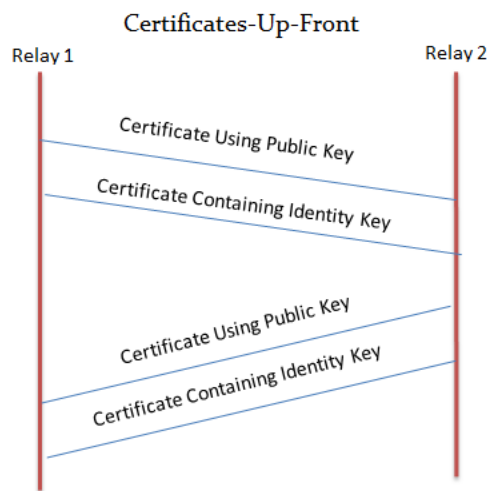 Certificates-Up-Front
Relay 1
Relay 2
Certificate Using Public Key
Certificate Containing Identity Key
Certificate Using Public Key
Certificate Containing Identity Key